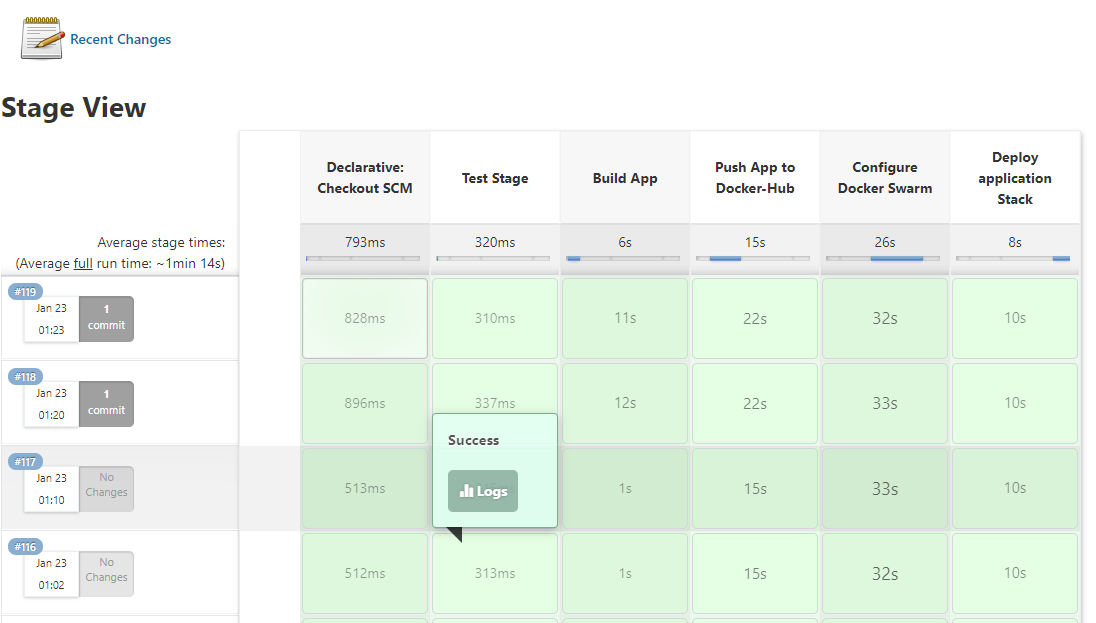 Recent Changes
Stage View
Declarative:
Checkout SCM
Test Stage
Build App
Push App to
Docker-Hub
Configure
Docker Swarm
Deploy
application
Stack
Average stage times:
(Average full run time: ~1min 14s)
793ms
320ms
6s
15s
26s
8s
#119
Jan 23
01:23
1
commit
828ms
310ms
11s
22s
32s
10s
#118
Jan 23
01:20
1
commit
896ms
337ms
12s
22s
33s
10s
Success
Logs
#117
Jan 23
01:10
No
Changes
513ms
1s
15s
33s
10s
#116
Jan 23
01:02
No
Changes
512ms
313ms
1s
15s
32s
10s